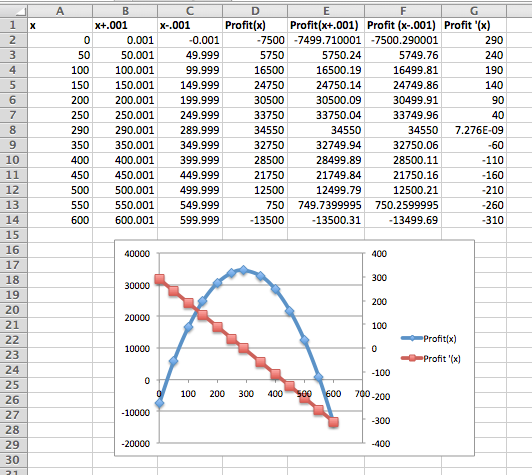 A B C D E F G
1 x x+.001 x-.001 Profit(x) Profit(x+.001) Profit (x-.001) Profit '(x)
2 0 0.001 -0.001 -7500 -7499.710001 -7500.290001 290
3 50 50.001 49.999 5750 5750.24 5749.76 240
4 100 100.001 99.999 16500 16500.19 16499.81 190
5 150 150.001 149.999 24750 24750.14 24749.86 140
6 200 200.001 199.999 30500 30500.09 30499.91 90
7 250 250.001 249.999 33750 33750.04 33749.96 40
8 290 290.001 289.999 34550 34550 34550 7.276E-09
9 350 350.001 349.999 32750 32749.94 32750.06 -60
10 400 400.001 399.999 28500 28499.89 28500.11 -110
11 450 450.001 449.999 21750 21749.84 21750.16 -160
12 500 500.001 499.999 12500 12499.79 12500.21 -210
13 550 550.001 549.999 750 749.7399995 750.2599995 -260
14 600 600.001 599.999 -13500 -13500.31 -13499.69 -310
15
16
17
18
19
20
21
22
23
24
25
26
27
28
29
30
31
40000 400
30000 300
200
20000
100
10000 0
Profit(x)
Profit '(x)
-100
0
0 100 200 300 400 500 600 700
-200
-10000
-300
-20000 -400